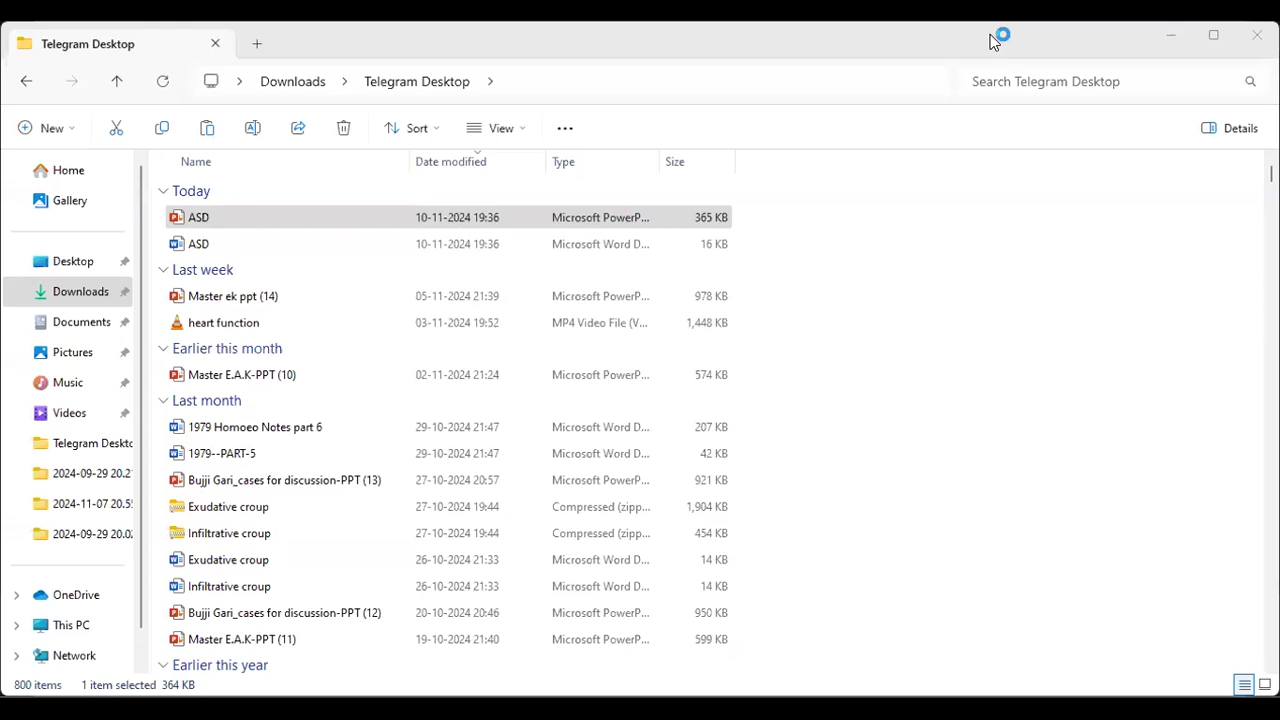 Telegram Desktop
Downloads
Telegram Desktop
Search Telegram Desktop
New
Sort
View
Details
Home
Gallery
Desktop
Downloads
Documents
Pictures
Music
Videos
Telegram Deskto
2024-09-29 20.2
2024-11-07 20.5
2024-09-29 20.0
OneDrive
This PC
Network
Name Date modified Type Size
Today
ASD 10-11-2024 19:36 Microsoft PowerP... 365 KB
ASD 10-11-2024 19:36 Microsoft Word D... 16 KB
Last week
Master ek ppt (14) 05-11-2024 21:39 Microsoft PowerP... 978 KB
heart function 03-11-2024 19:52 MP4 Video File (V... 1,448 KB
Earlier this month
Master E.A.K-PPT (10) 02-11-2024 21:24 Microsoft PowerP... 574 KB
Last month
1979 Homoeo Notes part 6 29-10-2024 21:47 Microsoft Word D... 207 KB
1979--PART-5 29-10-2024 21:47 Microsoft Word D... 42 KB
Bujji Gari_cases for discussion-PPT (13) 27-10-2024 20:57 Microsoft PowerP... 921 KB
Exudative croup 27-10-2024 19:44 Compressed (zipp... 1,904 KB
Infiltrative croup 27-10-2024 19:44 Compressed (zipp... 454 KB
Exudative croup 26-10-2024 21:33 Microsoft Word D... 14 KB
Infiltrative croup 26-10-2024 21:33 Microsoft Word D... 14 KB
Bujji Gari_cases for discussion-PPT (12) 20-10-2024 20:46 Microsoft PowerP... 950 KB
Master E.A.K-PPT (11) 19-10-2024 21:40 Microsoft PowerP... 599 KB
Earlier this year
800 items 1 item selected 364 KB